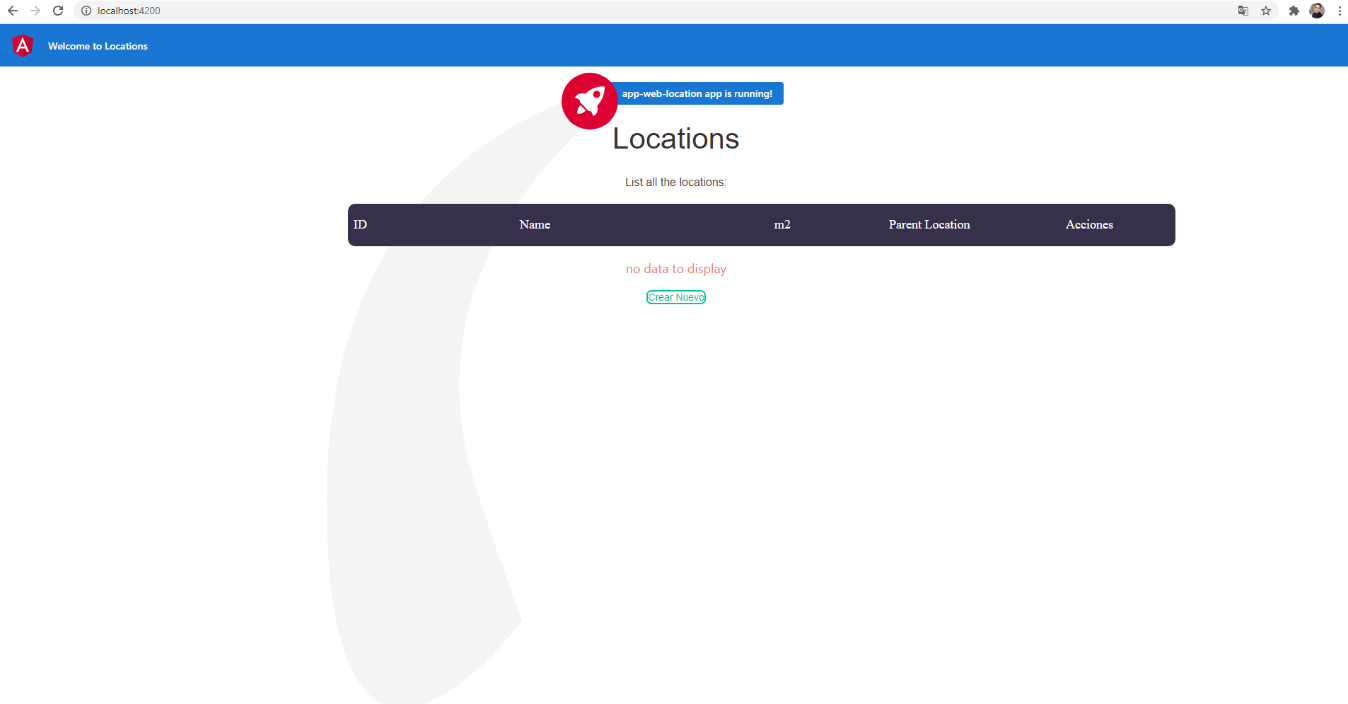 localhost:4200
Welcome to Locations
app-web-location app is running!
Locations
List all the locations:
ID Name m2 Parent Location Acciones
no data to display
Crear Nuevo